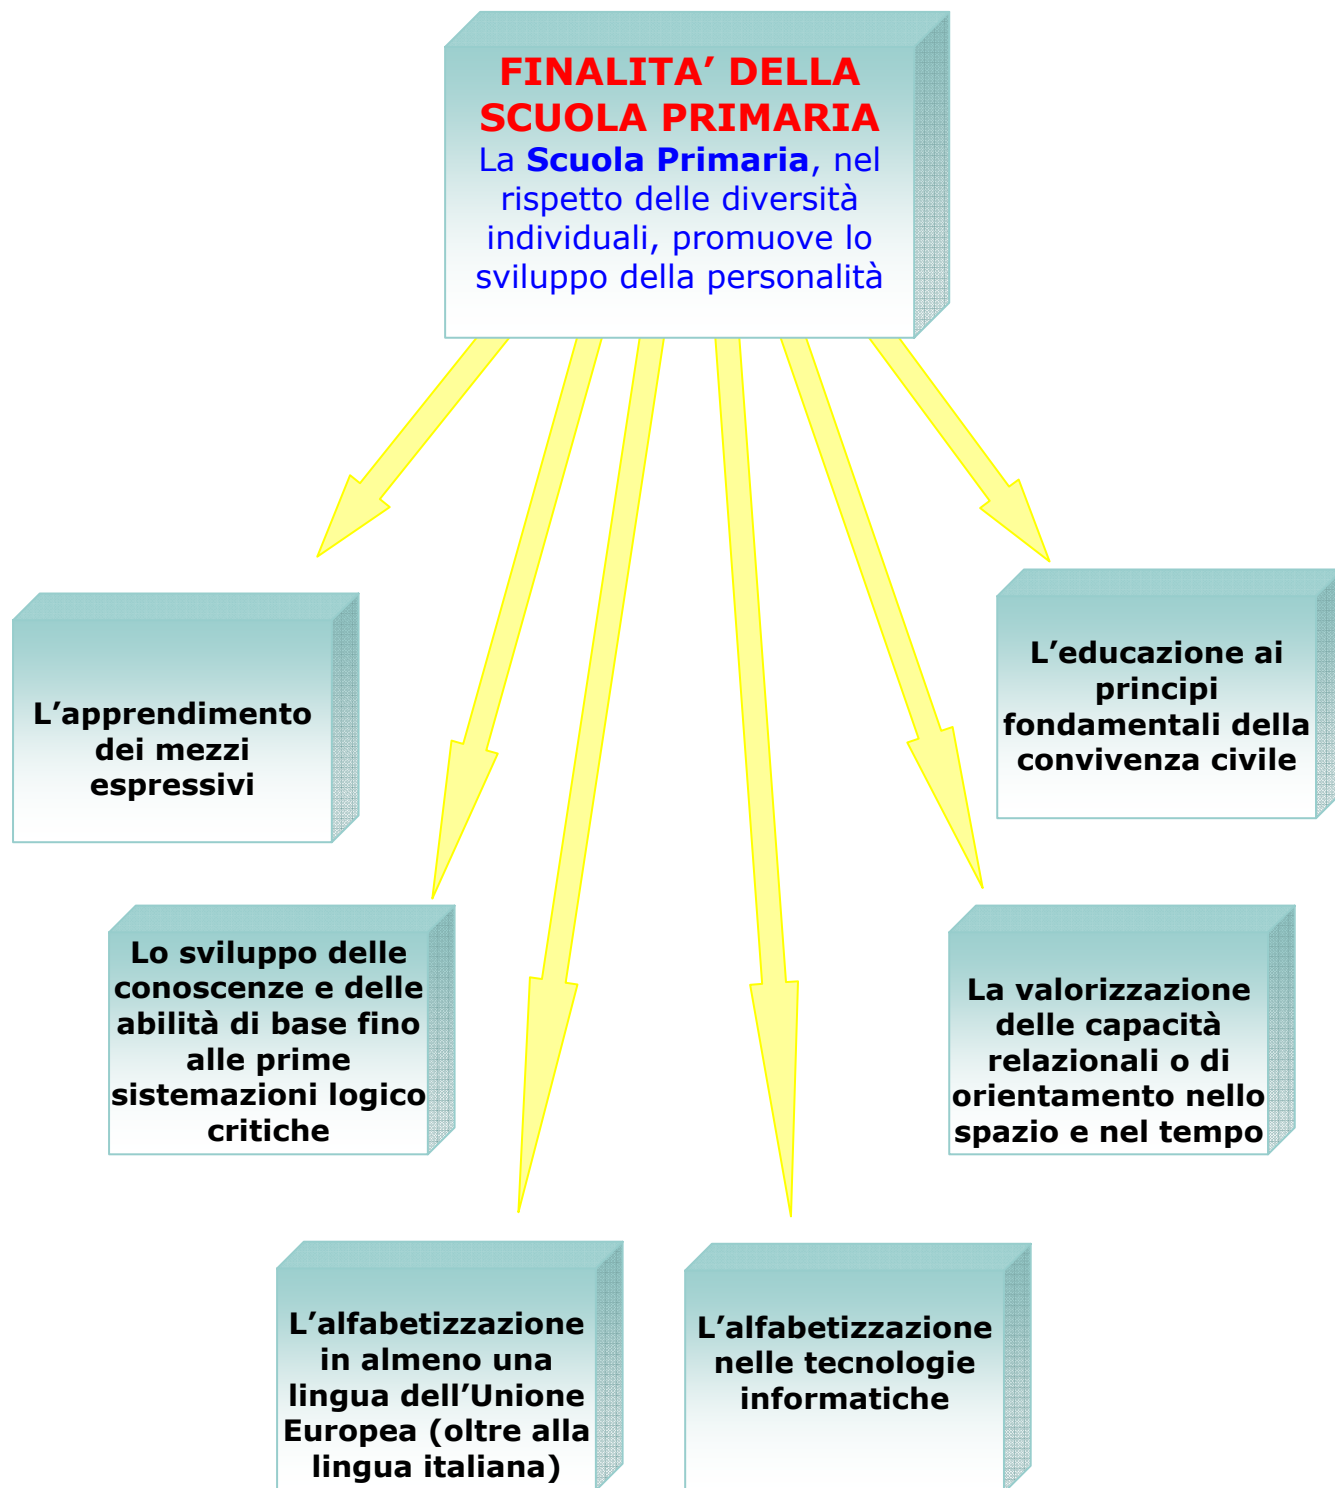 FINALITA’ DELLA
SCUOLA PRIMARIA
La Scuola Primaria, nel
rispetto delle diversità
individuali, promuove lo
sviluppo della personalità
L’apprendimento
dei mezzi
espressivi
L’educazione ai
principi
fondamentali della
convivenza civile
Lo sviluppo delle
conoscenze e delle
abilità di base fino
alle prime
sistemazioni logico
critiche
La valorizzazione
delle capacità
relazionali o di
orientamento nello
spazio e nel tempo
L’alfabetizzazione
in almeno una
lingua dell’Unione
Europea (oltre alla
lingua italiana)
L’alfabetizzazione
nelle tecnologie
informatiche